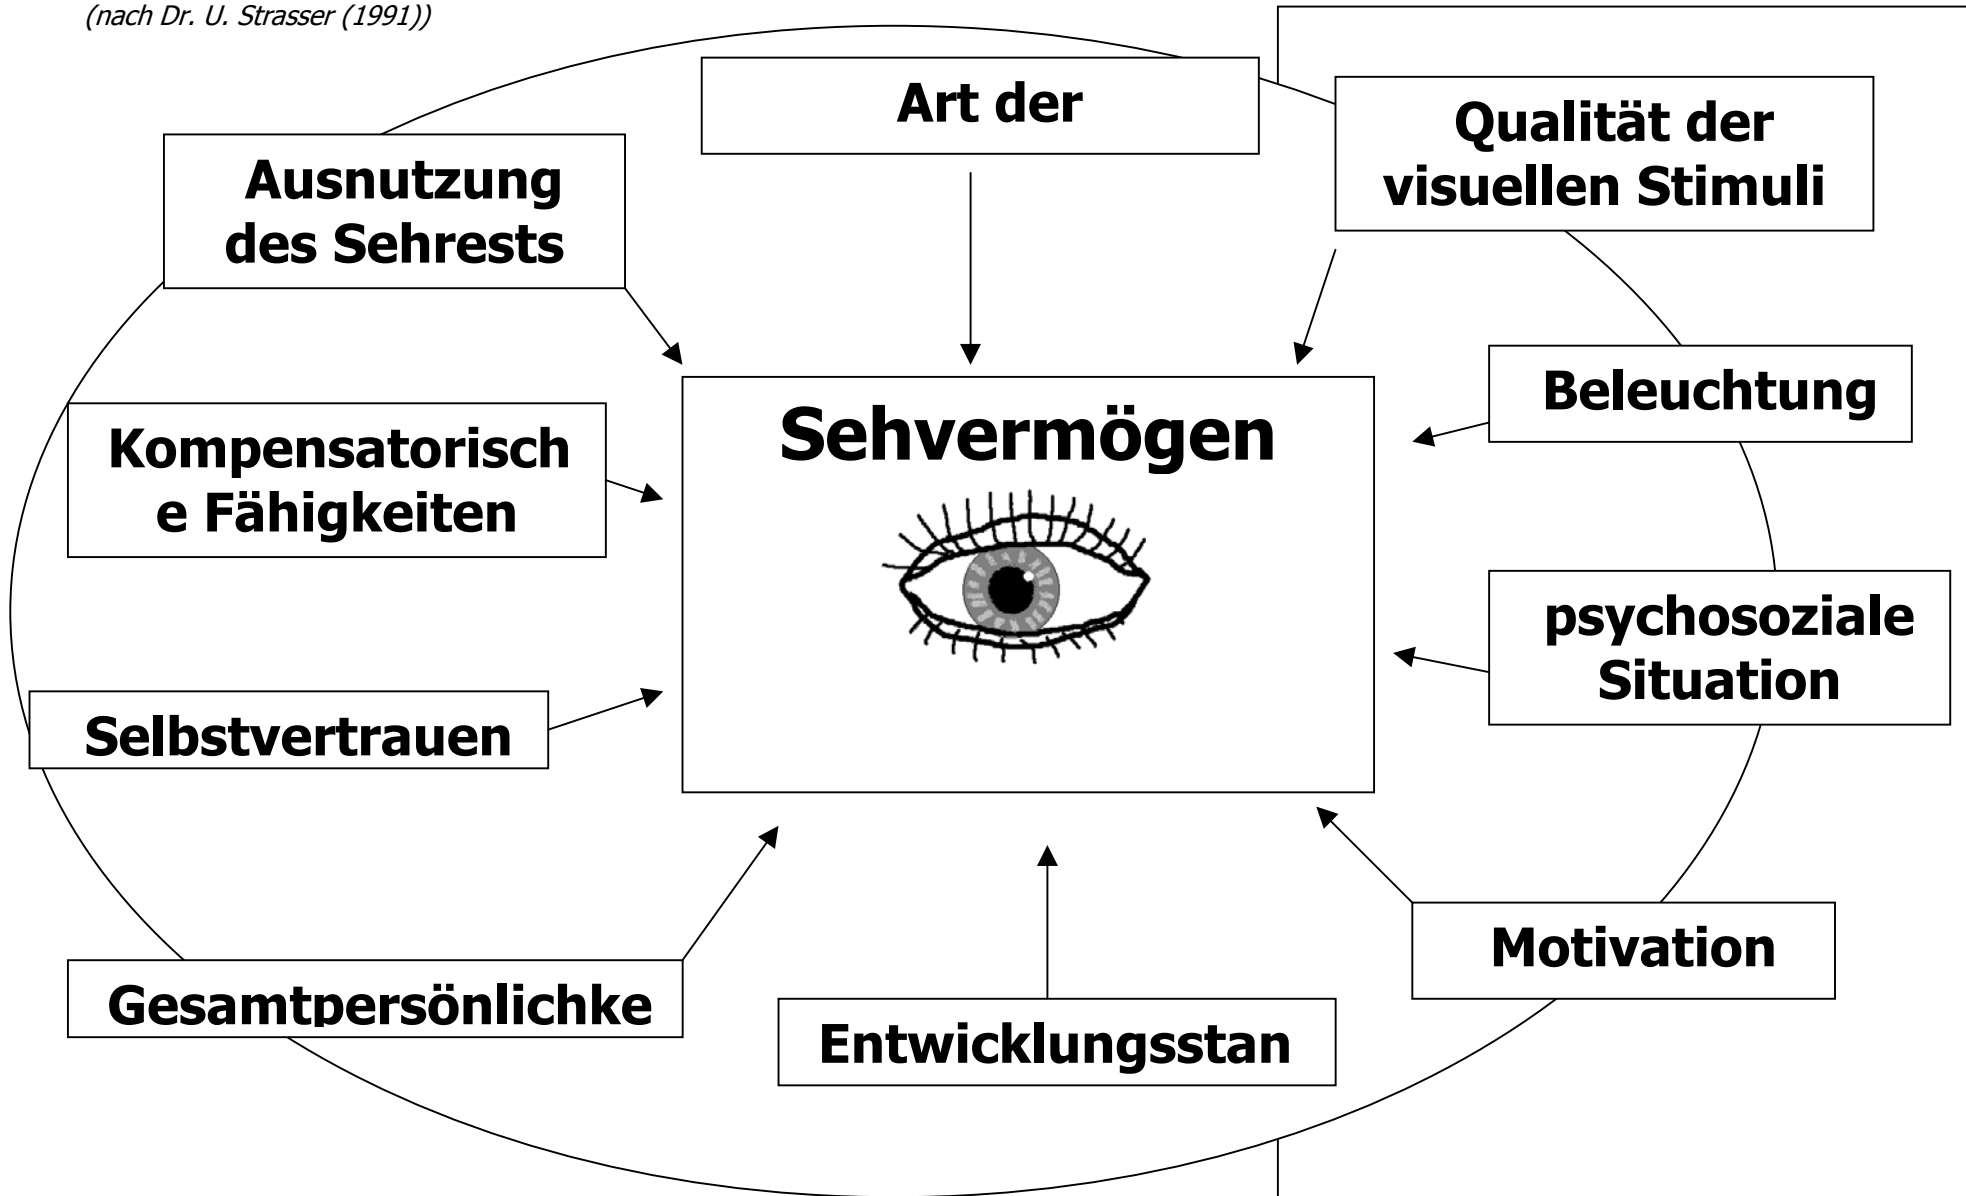 (nach Dr. U. Strasser (1991))
Art der
Qualität der
visuellen Stimuli
Ausnutzung
des Sehrests
Beleuchtung
Sehvermögen
Kompensatorisch
e Fähigkeiten
psychosoziale
Situation
Selbstvertrauen
Motivation
Gesamtpersönlichke
Entwicklungsstan